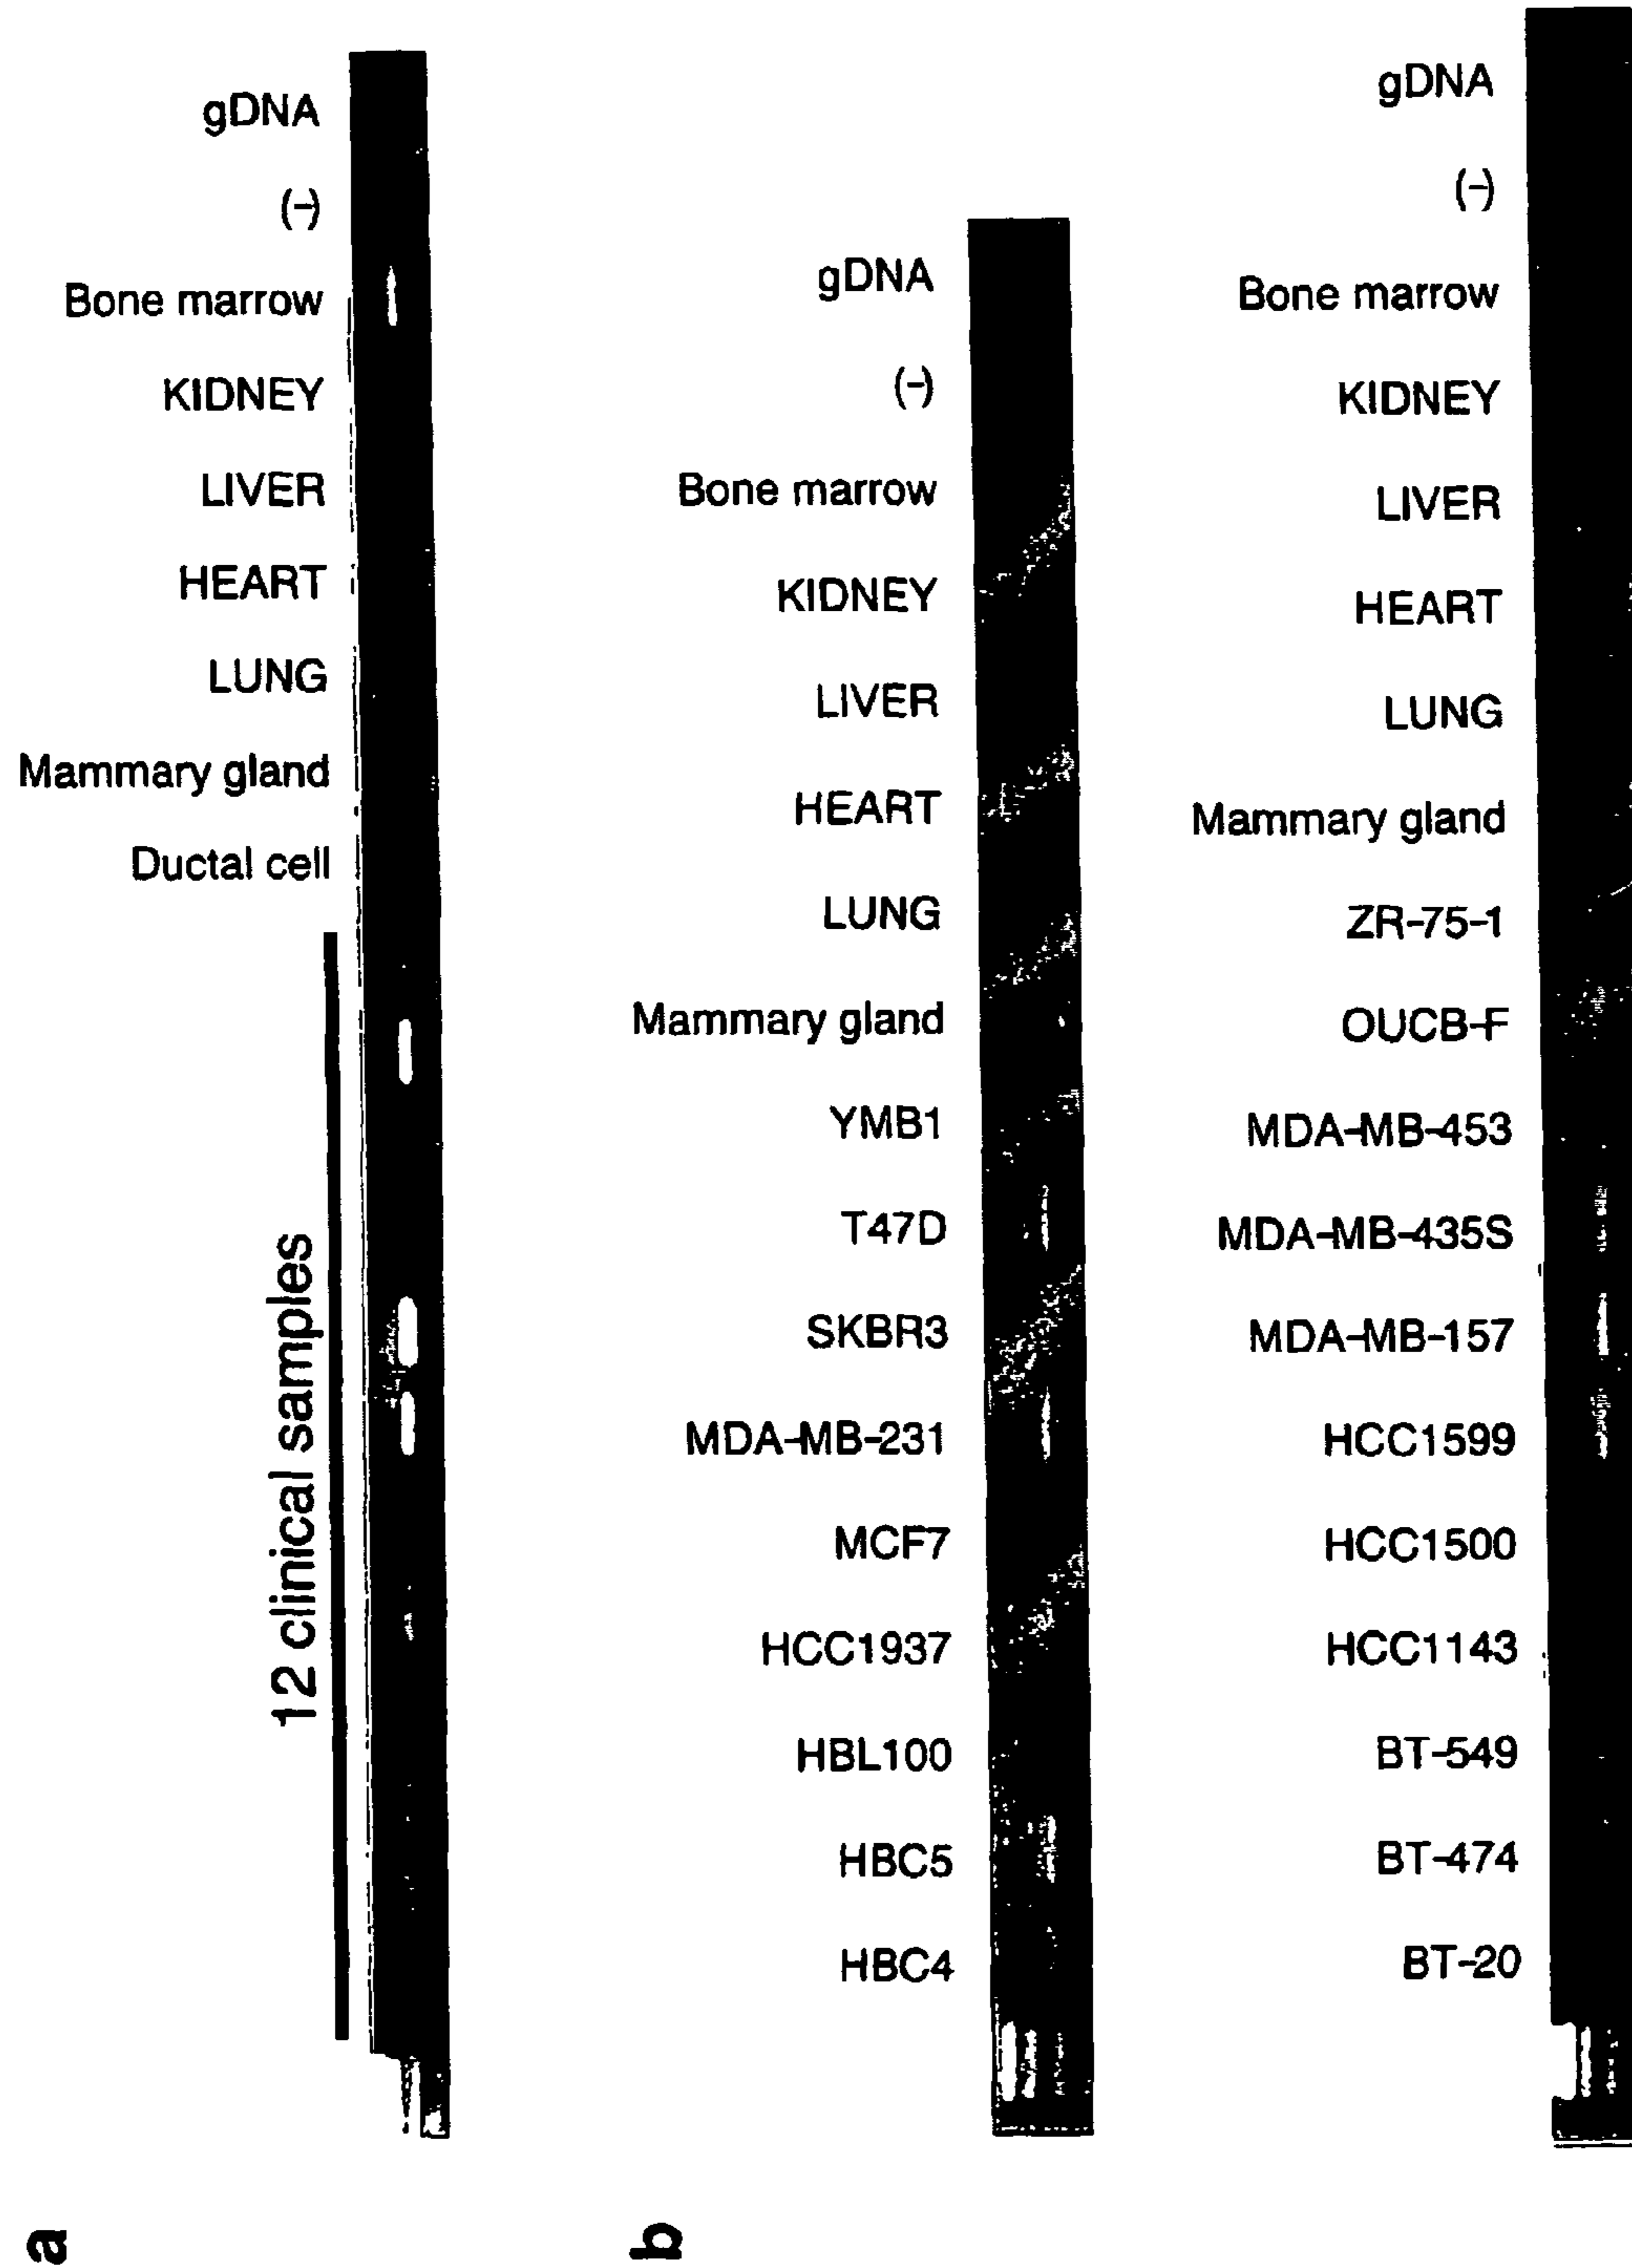 a
12 clinical samples
Ductal cell
Mammary gland
LUNG
HEART
LIVER
KIDNEY
Bone marrow
(-)
gDNA
b
HBC4
HBC5
HBL100
HCC1937
MCF7
MDA-MB-231
SKBR3
T47D
YMB1
Mammary gland
LUNG
HEART
LIVER
KIDNEY
Bone marrow
(-)
gDNA
BT-20
BT-474
BT-549
HCC1143
HCC1500
HCC1599
MDA-MB-157
MDA-MB-435S
MDA-MB-453
OUCB-F
ZR-75-1
Mammary gland
LUNG
HEART
LIVER
KIDNEY
Bone marrow
(-)
gDNA